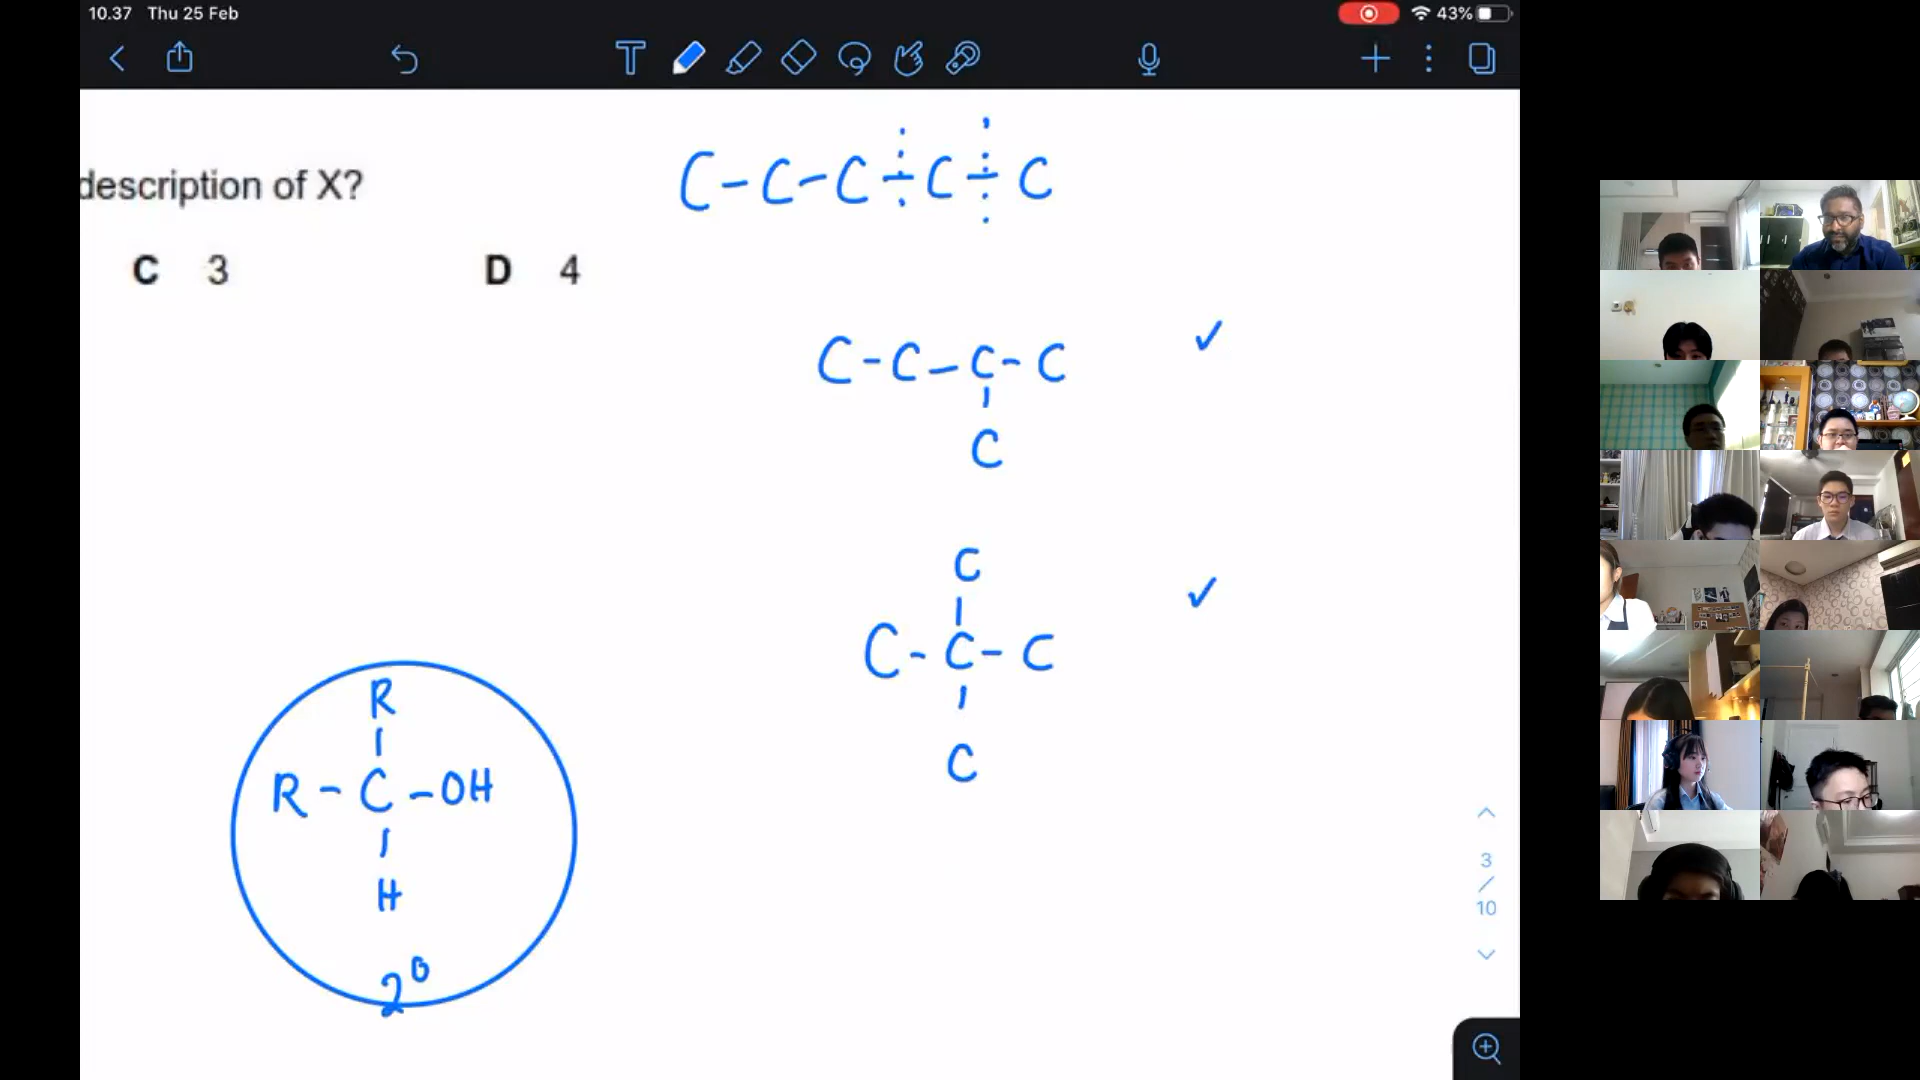 10.37 Thu 25 Feb
43%
T
description of X?
C 3 D 4
C-C-C-C-C
C-C-C-C
C
C
C-C-C
C
R
R-C-OH
H
2°
3
/
10